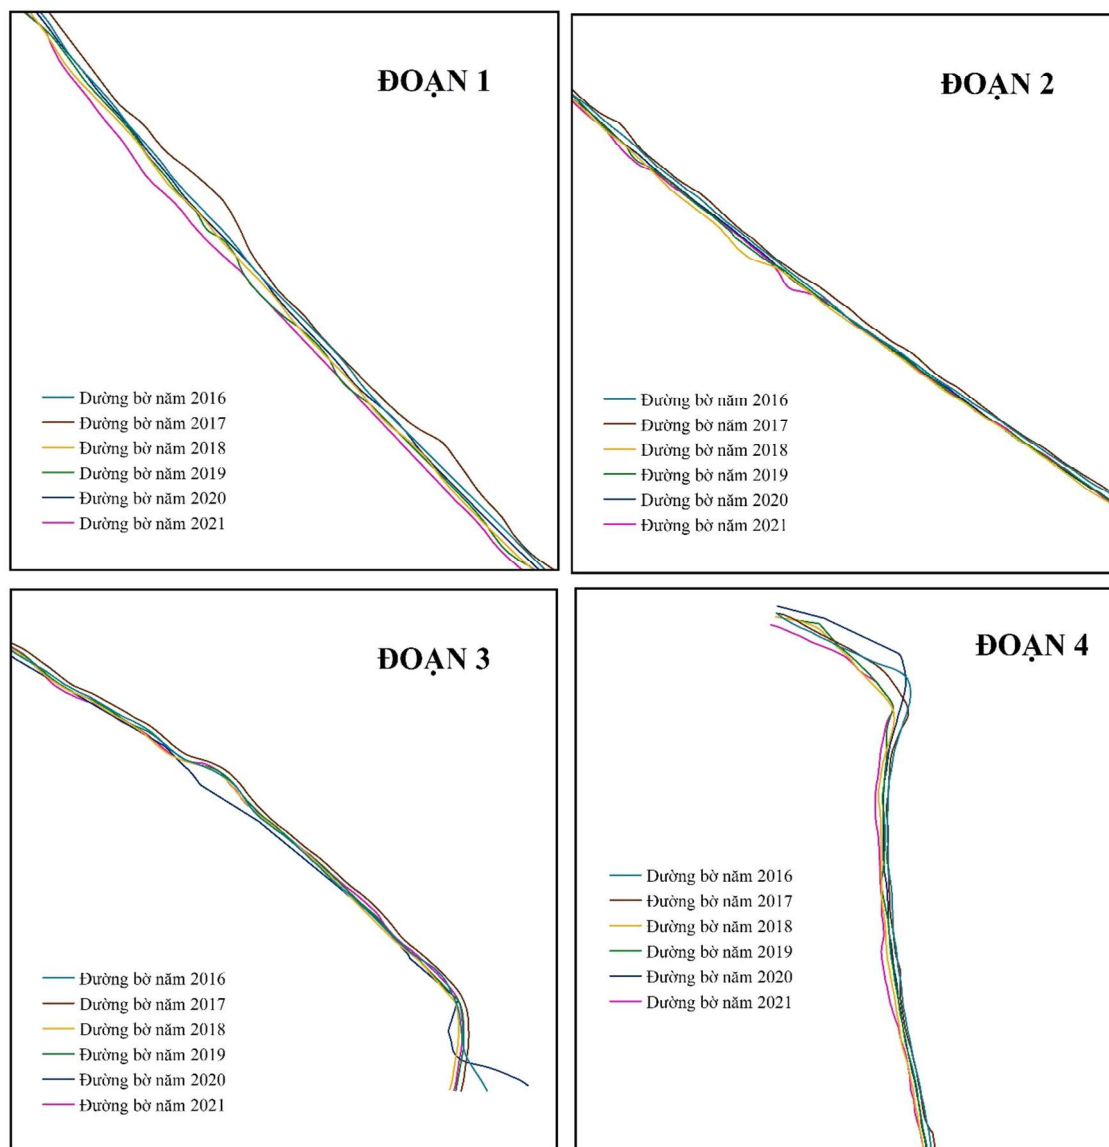 ĐOẠN 1
Đường bờ năm 2016
Đường bờ năm 2017
Đường bờ năm 2018
Đường bờ năm 2019
Đường bờ năm 2020
Đường bờ năm 2021
ĐOẠN 2
Đường bờ năm 2016
Đường bờ năm 2017
Đường bờ năm 2018
Đường bờ năm 2019
Đường bờ năm 2020
Đường bờ năm 2021
ĐOẠN 3
Đường bờ năm 2016
Đường bờ năm 2017
Đường bờ năm 2018
Đường bờ năm 2019
Đường bờ năm 2020
Đường bờ năm 2021
ĐOẠN 4
Đường bờ năm 2016
Đường bờ năm 2017
Đường bờ năm 2018
Đường bờ năm 2019
Đường bờ năm 2020
Đường bờ năm 2021